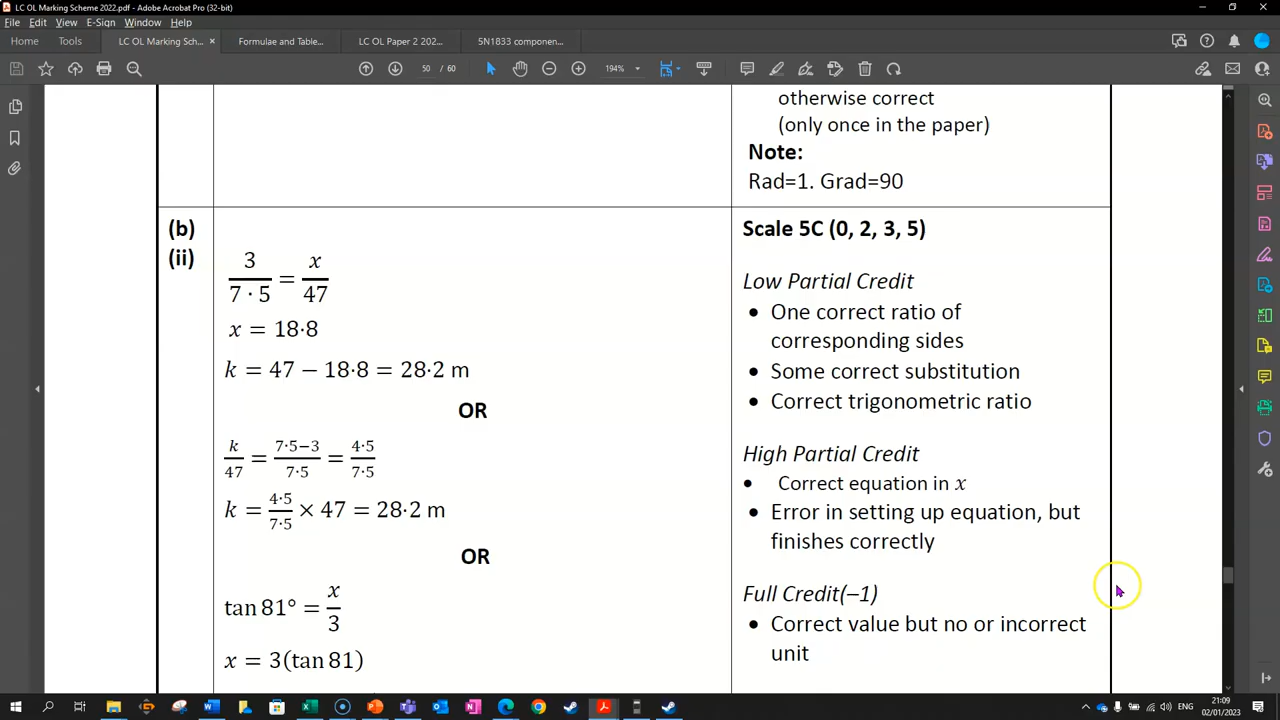 LC OL Marking Scheme 2022.pdf - Adobe Acrobat Pro (32-bit)
File Edit View E-Sign Window Help
Home Tools LC OL Marking Sch... × Formulae and Table... LC OL Paper 2 202... 5N1833 componen...
50 / 60 194%
otherwise correct
(only once in the paper)
Note:
Rad=1. Grad=90
(b)
(ii)
3/7·5 = x/47
x = 18·8
k = 47 − 18·8 = 28·2 m
OR
k/47 = 7·5−3/7·5 = 4·5/7·5
k = 4·5/7·5 × 47 = 28·2 m
OR
tan 81° = x/3
x = 3(tan 81)
Scale 5C (0, 2, 3, 5)
Low Partial Credit
• One correct ratio of
corresponding sides
• Some correct substitution
• Correct trigonometric ratio
High Partial Credit
• Correct equation in x
• Error in setting up equation, but
finishes correctly
Full Credit(–1)
• Correct value but no or incorrect
unit
ENG
21:09
02/01/2023